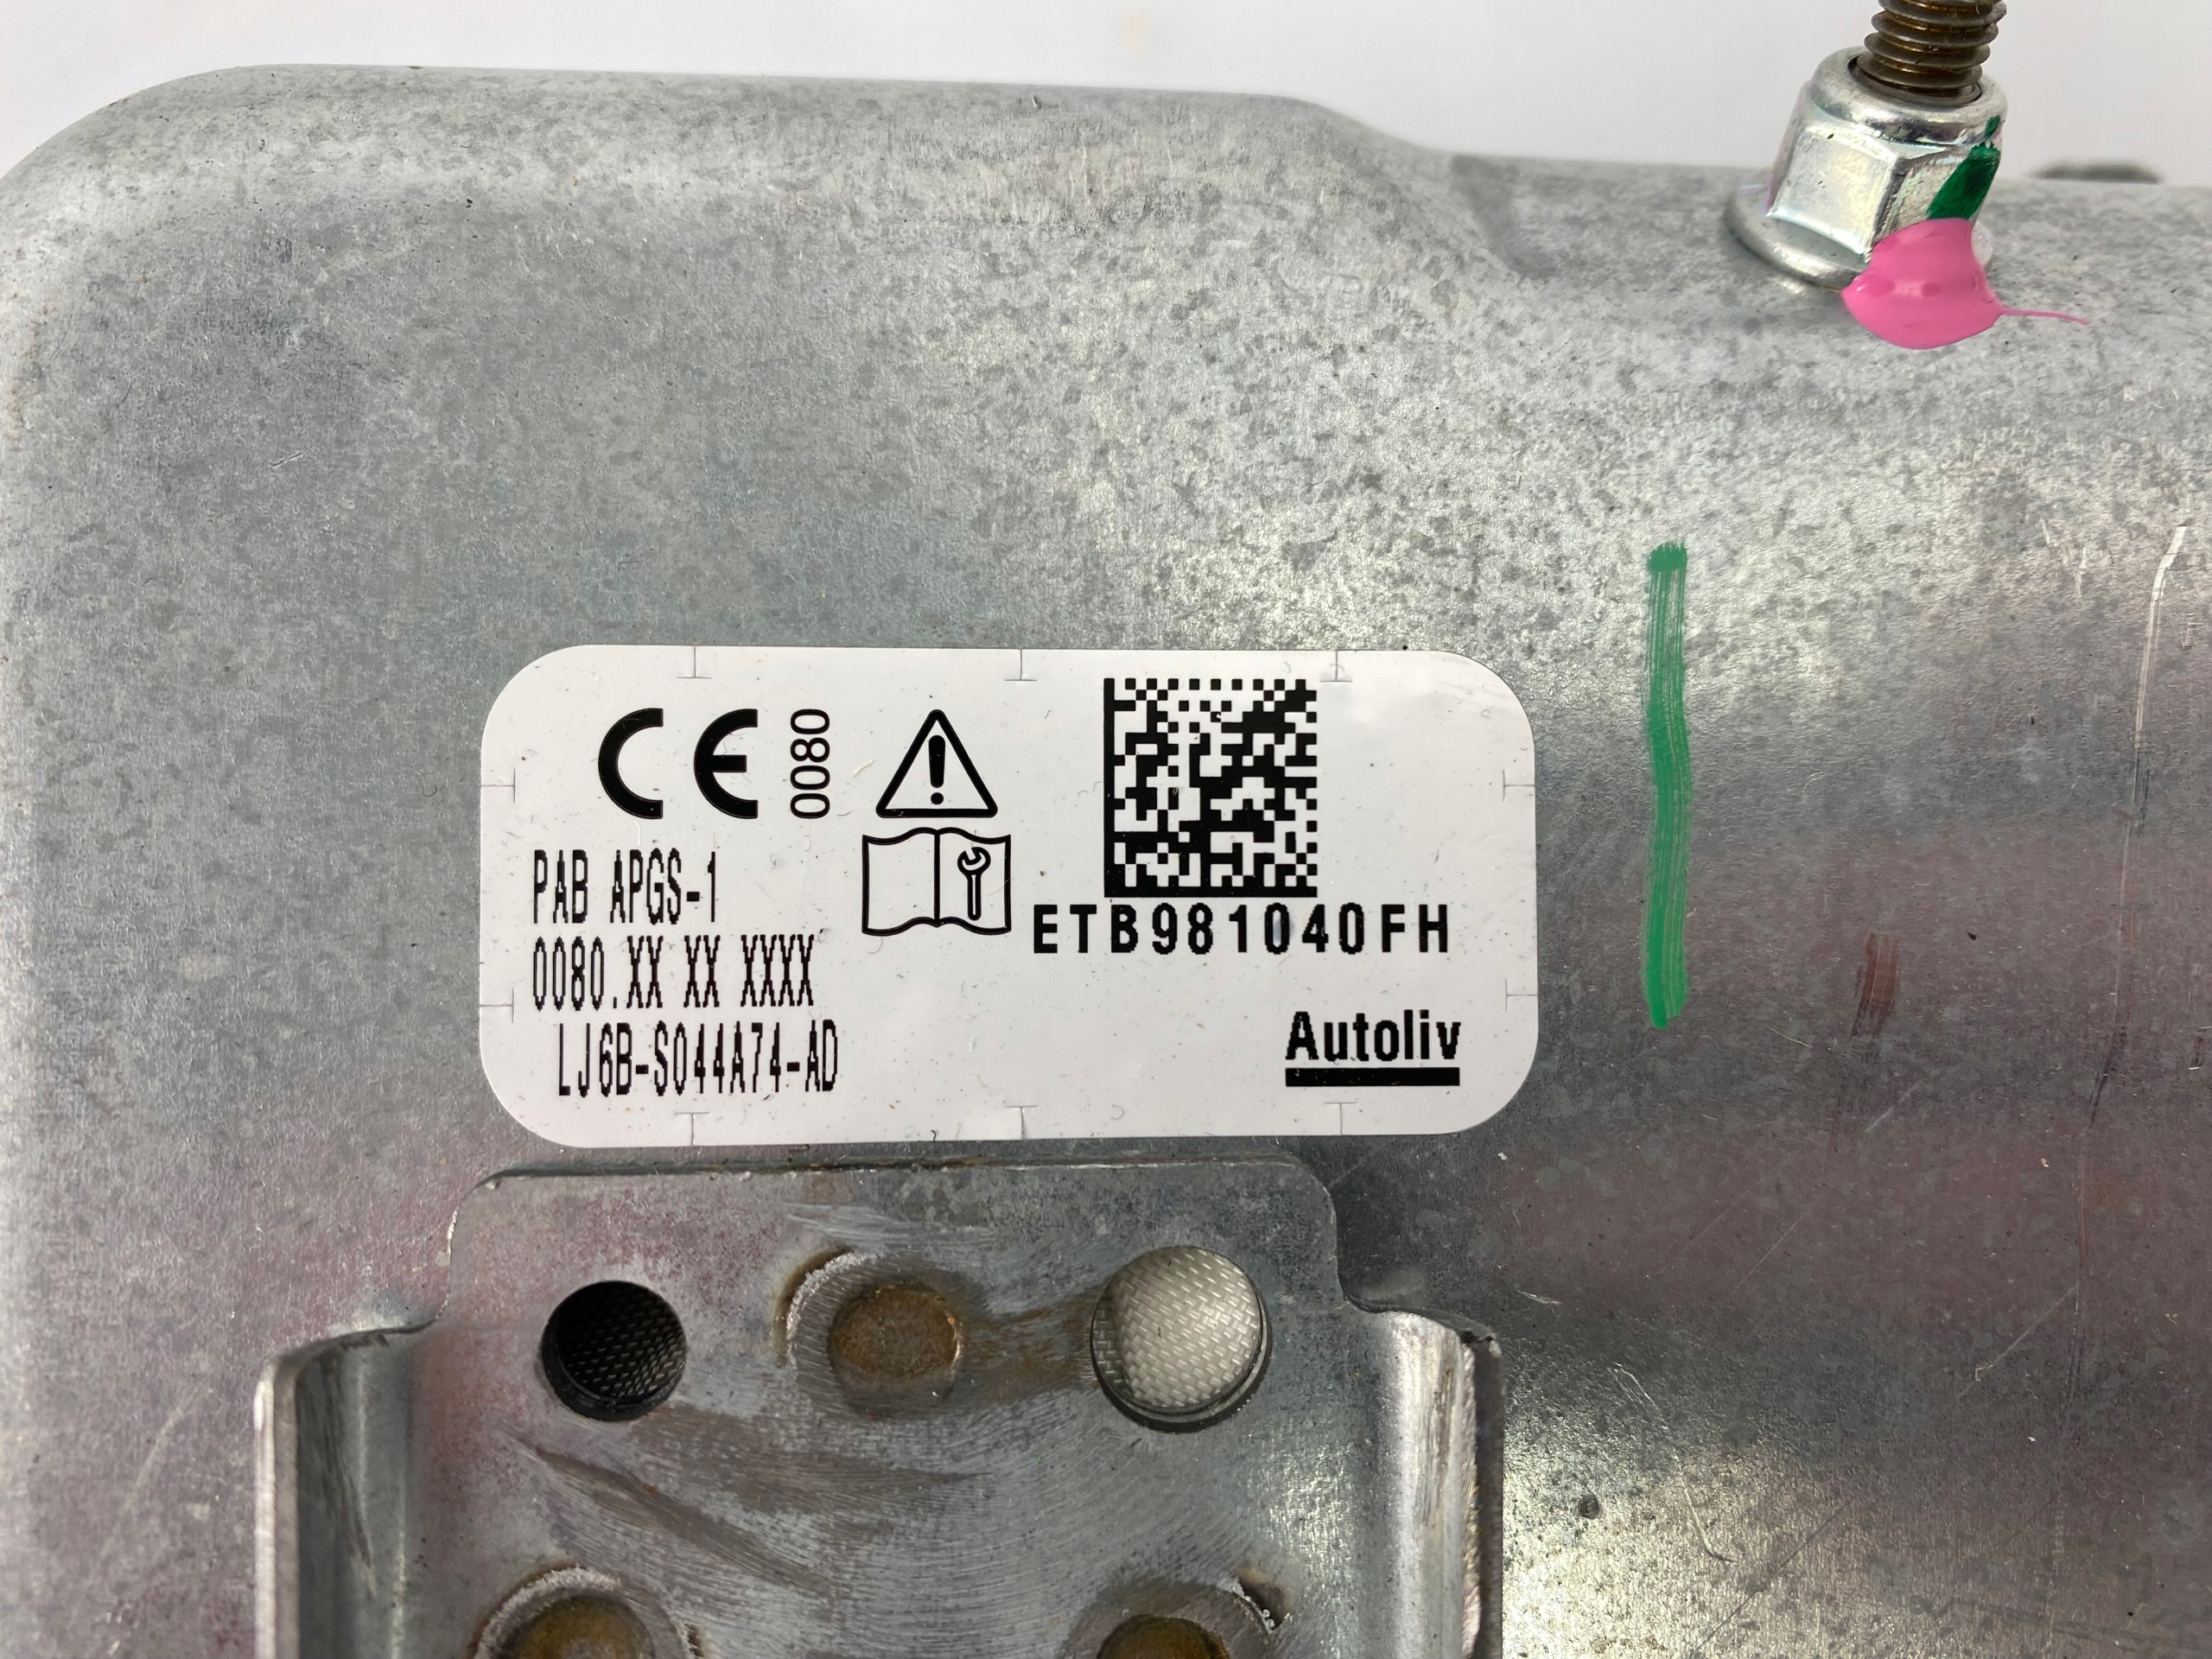 CE 0080
PAB APGS-1
0080.XX XX XXXX
LJ6B-S044A74-AD
ETB981040FH
Autoliv